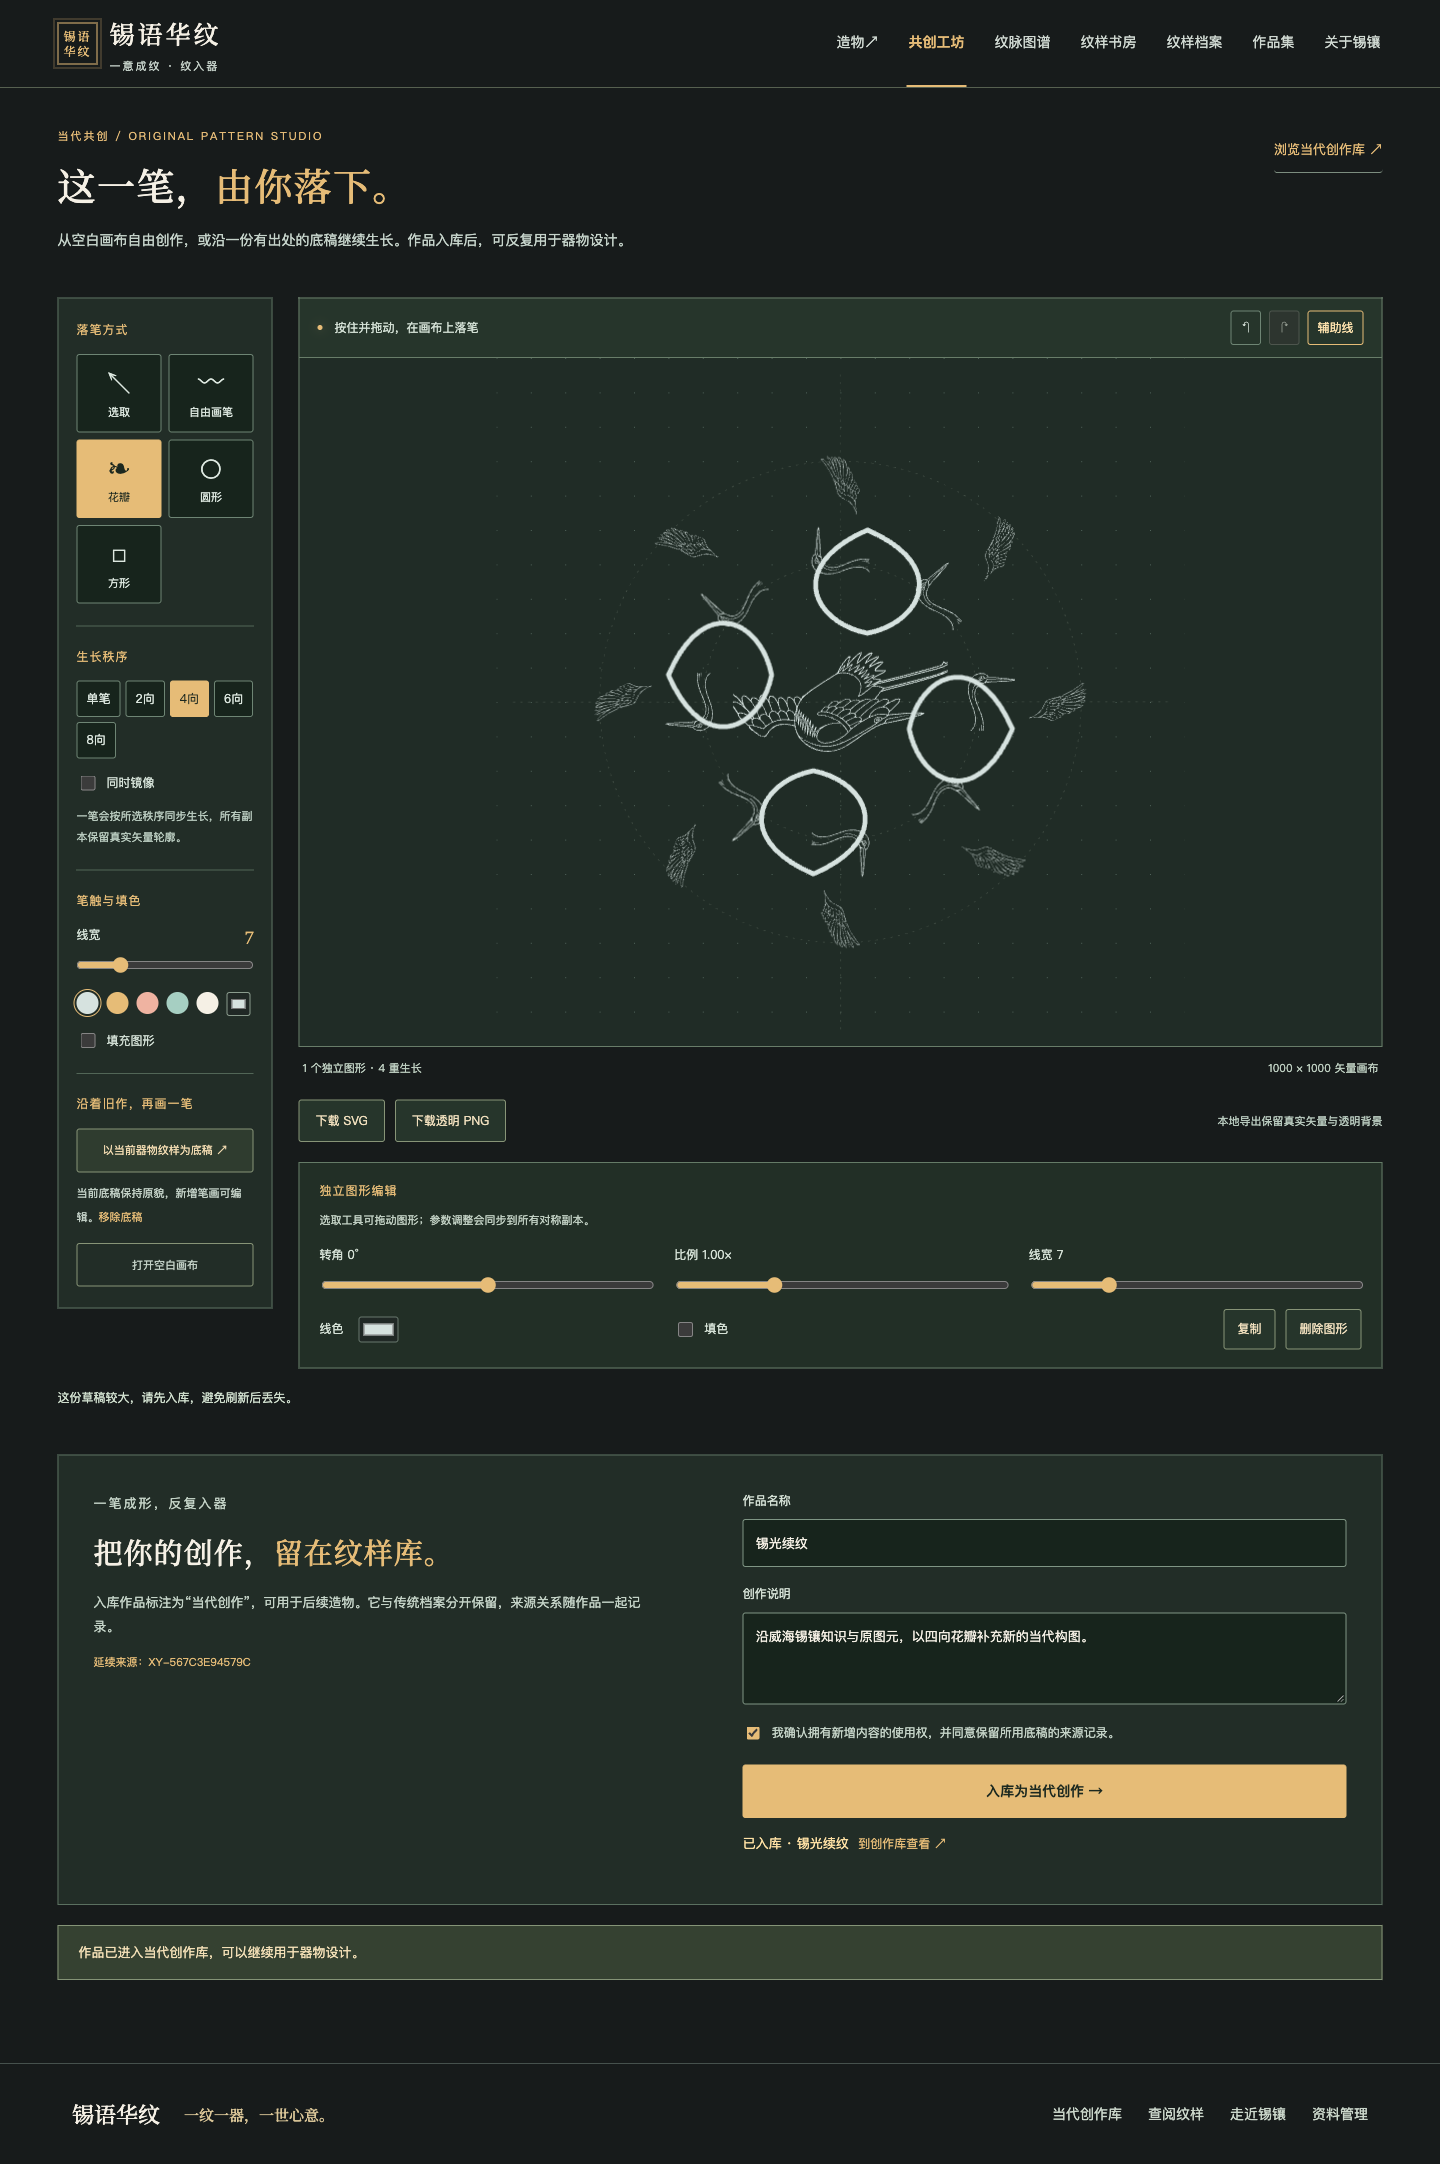 锡语
华纹
锡语华纹
一意成纹 · 纹入器
造物↗ 共创工坊 纹脉图谱 纹样书房 纹样档案 作品集 关于锡镶
当代共创 / ORIGINAL PATTERN STUDIO
浏览当代创作库 ↗
这一笔，由你落下。
从空白画布自由创作，或沿一份有出处的底稿继续生长。作品入库后，可反复用于器物设计。
落笔方式
选取 自由画笔
花瓣 圆形
方形
生长秩序
单笔 2向 4向 6向
8向
同时镜像
一笔会按所选秩序同步生长，所有副
本保留真实矢量轮廓。
笔触与填色
线宽 7
填充图形
沿着旧作，再画一笔
以当前器物纹样为底稿 ↗
当前底稿保持原貌，新增笔画可编
辑。移除底稿
打开空白画布
按住并拖动，在画布上落笔
↰ ↱ 辅助线
1 个独立图形 · 4 重生长
1000 × 1000 矢量画布
下载 SVG 下载透明 PNG
本地导出保留真实矢量与透明背景
独立图形编辑
选取工具可拖动图形；参数调整会同步到所有对称副本。
转角 0° 比例 1.00× 线宽 7
线色 填色 复制 删除图形
这份草稿较大，请先入库，避免刷新后丢失。
一笔成形，反复入器
把你的创作，留在纹样库。
入库作品标注为“当代创作”，可用于后续造物。它与传统档案分开保留，来源关系随作品一起记
录。
延续来源：XY-567C3E94579C
作品名称
锡光续纹
创作说明
沿威海锡镶知识与原图元，以四向花瓣补充新的当代构图。
我确认拥有新增内容的使用权，并同意保留所用底稿的来源记录。
入库为当代创作 →
已入库 · 锡光续纹 到创作库查看 ↗
作品已进入当代创作库，可以继续用于器物设计。
锡语华纹 一纹一器，一世心意。
当代创作库 查阅纹样 走近锡镶 资料管理